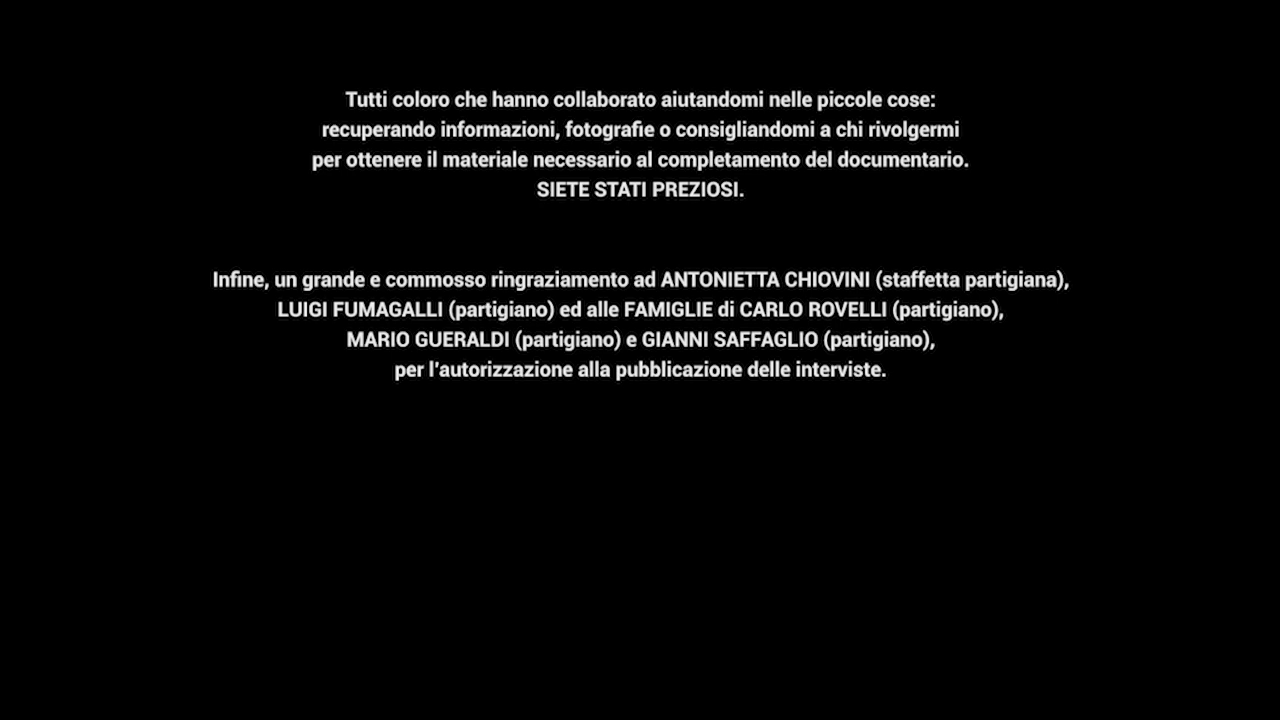 Tutti coloro che hanno collaborato aiutandomi nelle piccole cose:
recuperando informazioni, fotografie o consigliandomi a chi rivolgermi
per ottenere il materiale necessario al completamento del documentario.
SIETE STATI PREZIOSI.
Infine, un grande e commosso ringraziamento ad ANTONIETTA CHIOVINI (staffetta partigiana),
LUIGI FUMAGALLI (partigiano) ed alle FAMIGLIE di CARLO ROVELLI (partigiano),
MARIO GUERALDI (partigiano) e GIANNI SAFFAGLIO (partigiano),
per l'autorizzazione alla pubblicazione delle interviste.